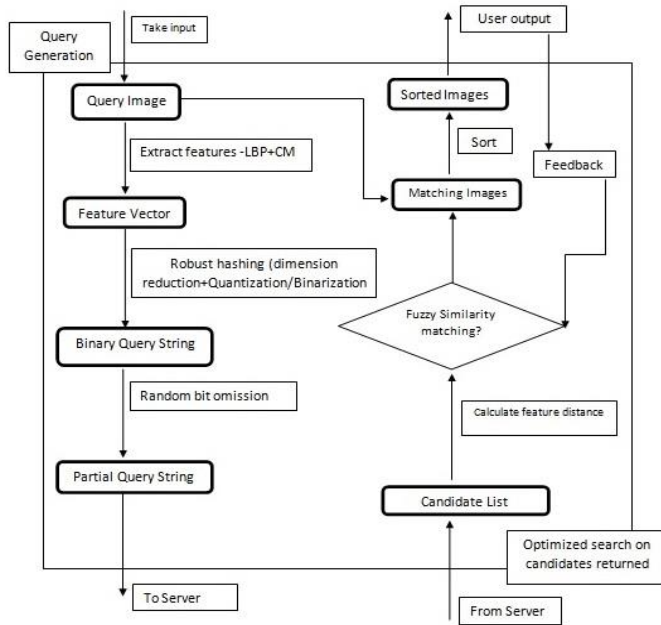 Query
Generation
Take input
Query Image
Extract features -LBP+CM
Feature Vector
Robust hashing (dimension
reduction+Quantization/Binarization
Binary Query String
Random bit omission
Partial Query String
To Server
User output
Sorted Images
Sort
Feedback
Matching Images
Fuzzy Similarity
matching?
Calculate feature distance
Candidate List
Optimized search on
candidates returned
From Server